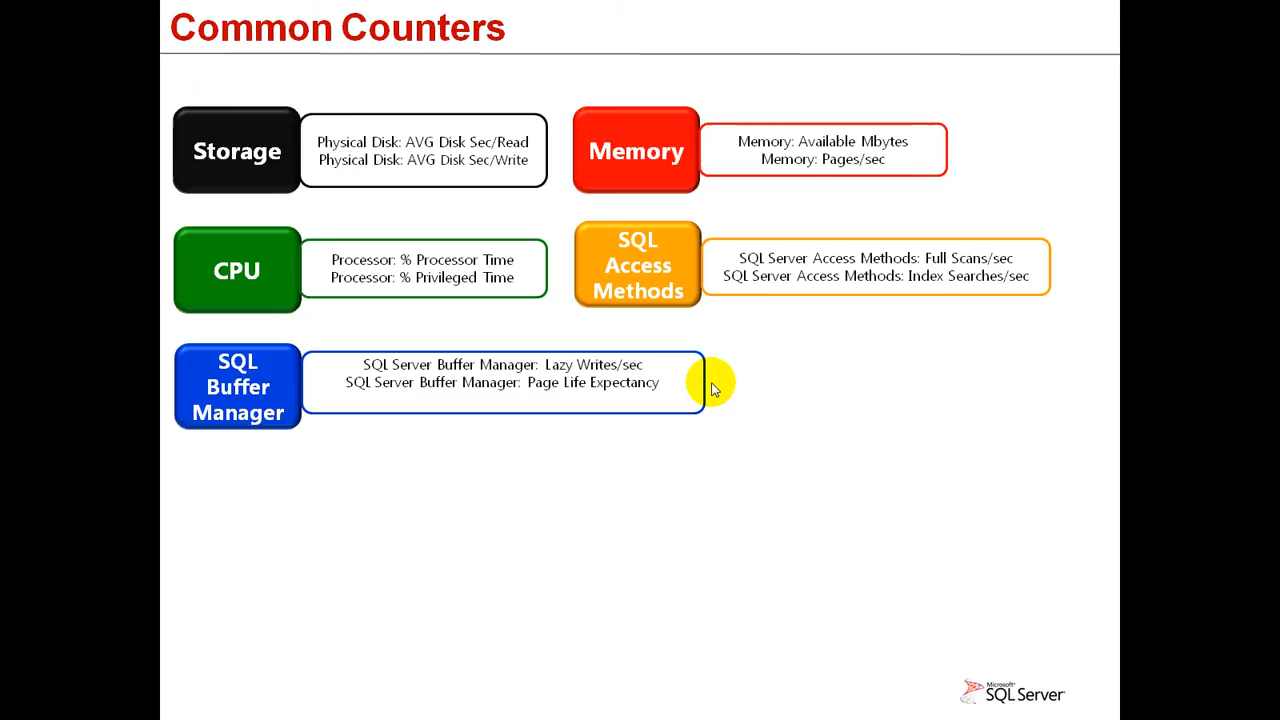 Common Counters
Storage
Physical Disk: AVG Disk Sec/Read
Physical Disk: AVG Disk Sec/Write
Memory
Memory: Available Mbytes
Memory: Pages/sec
CPU
Processor: % Processor Time
Processor: % Privileged Time
SQL
Access
Methods
SQL Server Access Methods: Full Scans/sec
SQL Server Access Methods: Index Searches/sec
SQL
Buffer
Manager
SQL Server Buffer Manager: Lazy Writes/sec
SQL Server Buffer Manager: Page Life Expectancy
Microsoft®
SQL Server